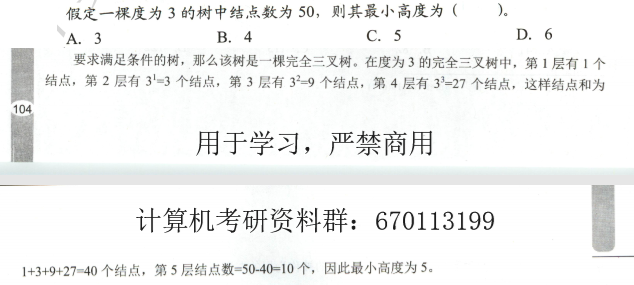 假定一棵度为 3 的树中结点数为 50，则其最小高度为（ ）。
A. 3 B. 4 C. 5 D. 6
要求满足条件的树，那么该树是一棵完全三叉树。在度为 3 的完全三叉树中，第 1 层有 1 个
结点，第 2 层有 3¹=3 个结点，第 3 层有 3²=9 个结点，第 4 层有 3³=27 个结点，这样结点和为
104
用于学习，严禁商用
计算机考研资料群：670113199
1+3+9+27=40 个结点，第 5 层结点数=50-40=10 个，因此最小高度为 5。